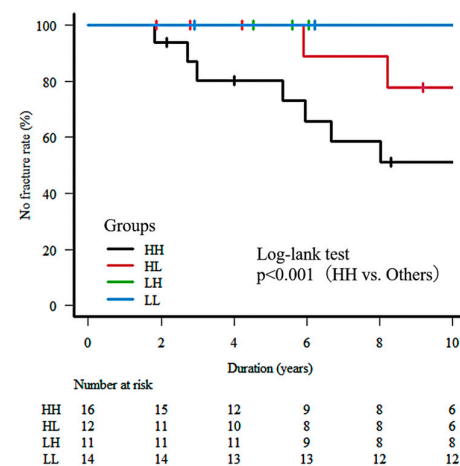 No fracture rate (%)
100
80
60
40
20
0
Groups
HH
HL
LH
LL
Log-lank test
p<0.001（HH vs. Others）
0 2 4 6 8 10
Duration (years)
Number at risk
HH 16 15 12 9 8 6
HL 12 11 10 8 8 6
LH 11 11 11 9 8 8
LL 14 14 13 13 12 12